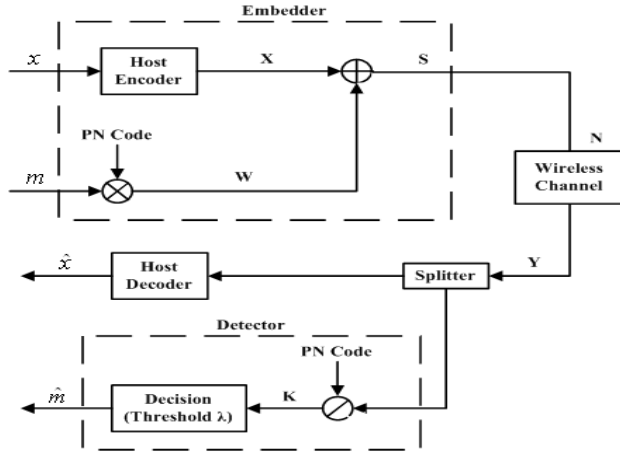 Embedder
x
Host
Encoder
X
S
PN Code
N
m
W
Wireless
Channel
x̂
Host
Decoder
Splitter
Y
Detector
PN Code
m̂
Decision
(Threshold λ)
K